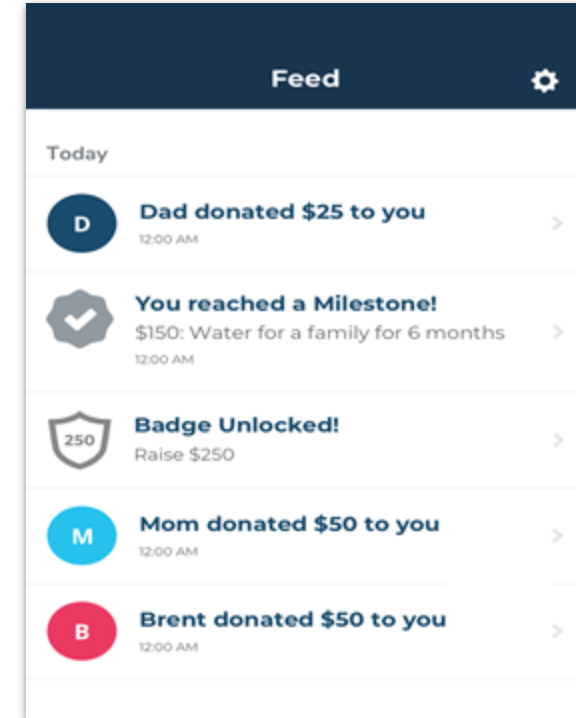 Feed
Today
D
Dad donated $25 to you
12:00 AM
You reached a Milestone!
$150: Water for a family for 6 months
12:00 AM
250
Badge Unlocked!
Raise $250
M
Mom donated $50 to you
12:00 AM
B
Brent donated $50 to you
12:00 AM